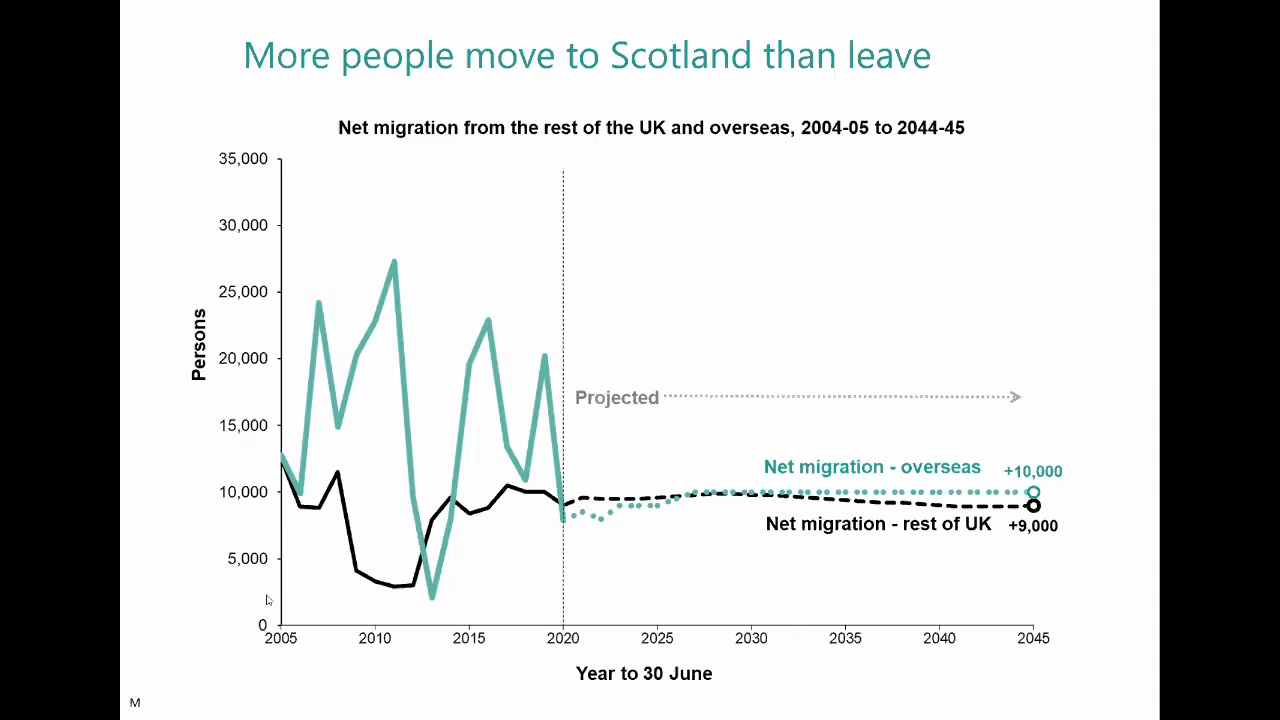 More people move to Scotland than leave
Net migration from the rest of the UK and overseas, 2004-05 to 2044-45
35,000
30,000
25,000
20,000
15,000
10,000
5,000
0
Persons
Projected
Net migration - overseas +10,000
Net migration - rest of UK +9,000
2005 2010 2015 2020 2025 2030 2035 2040 2045
Year to 30 June
M